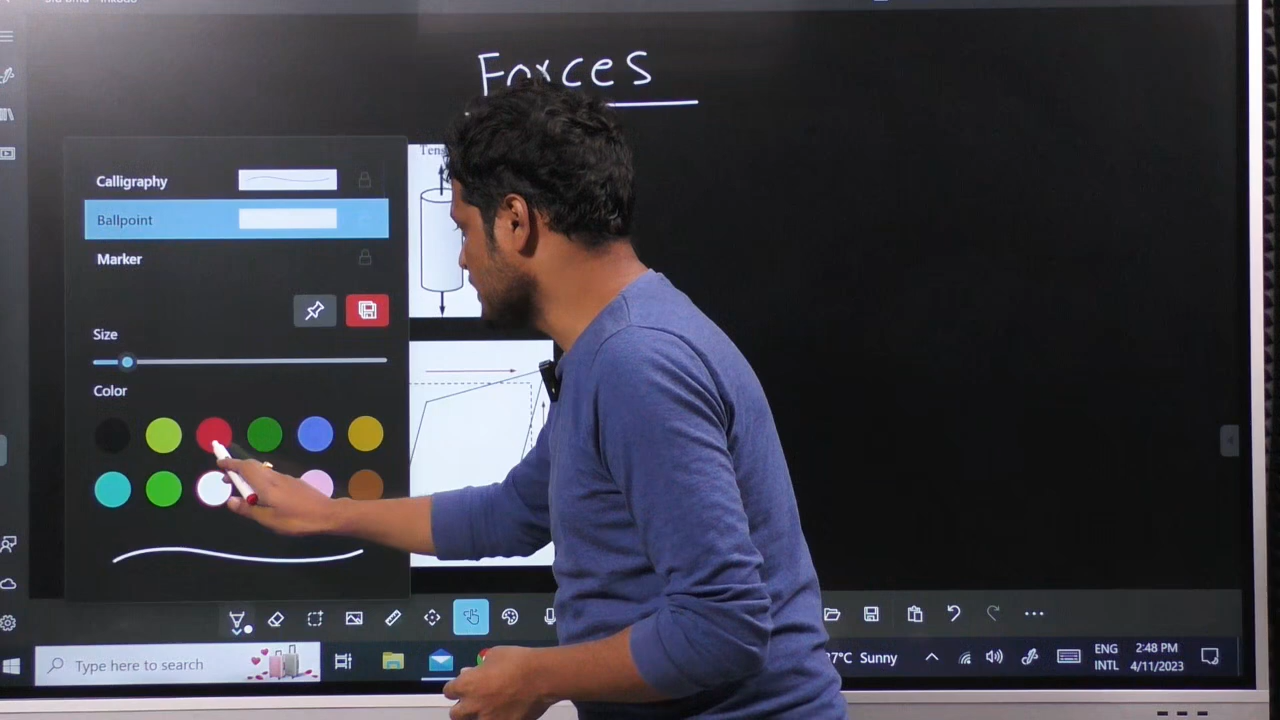 Forces
Calligraphy
Ballpoint
Marker
Size
Color
Type here to search
Sunny
ENG
2:48 PM
INTL
4/11/2023